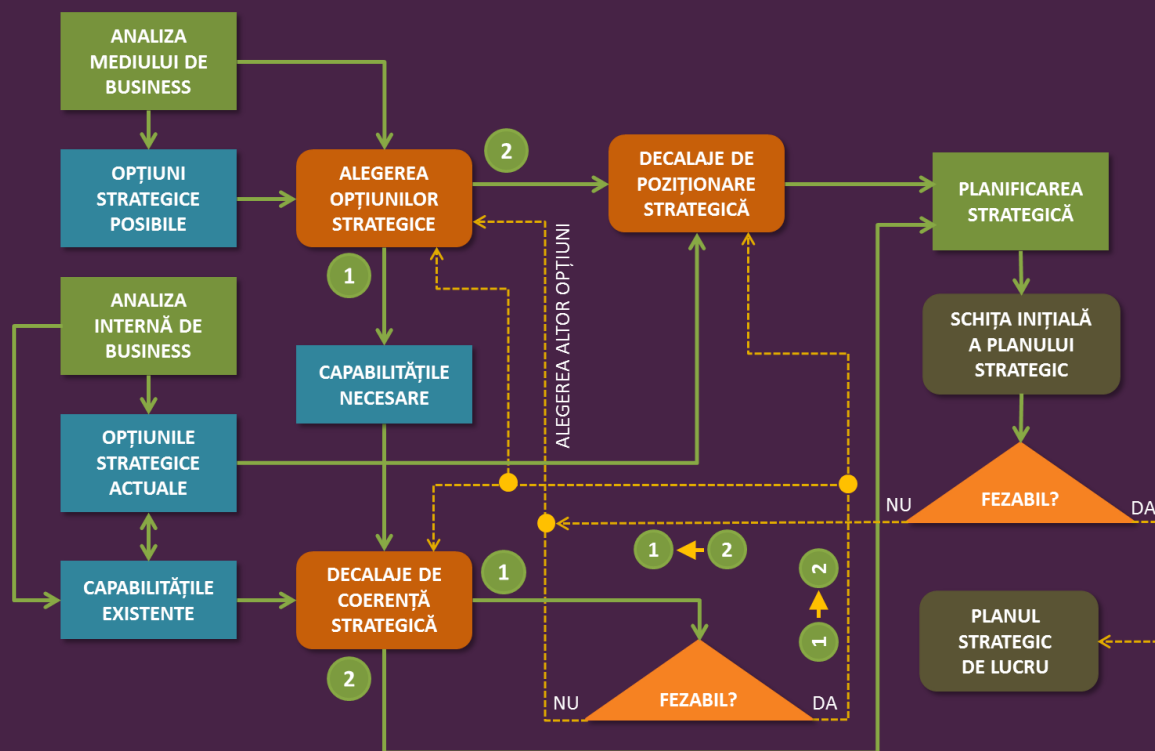 ANALIZA
MEDIULUI DE
BUSINESS
OPȚIUNI
STRATEGICE
POSIBILE
ALEGEREA
OPȚIUNILOR
STRATEGICE
2
1
DECALAJE DE
POZIȚIONARE
STRATEGICĂ
PLANIFICAREA
STRATEGICĂ
ANALIZA
INTERNĂ DE
BUSINESS
CAPABILITĂȚILE
NECESARE
ALEGEREA ALTOR OPȚIUNI
SCHIȚA INIȚIALĂ
A PLANULUI
STRATEGIC
OPȚIUNILE
STRATEGICE
ACTUALE
FEZABIL?
NU
DA
CAPABILITĂȚILE
EXISTENTE
DECALAJE DE
COERENȚĂ
STRATEGICĂ
1
2
1
2
1
2
FEZABIL?
NU
DA
PLANUL
STRATEGIC
DE LUCRU